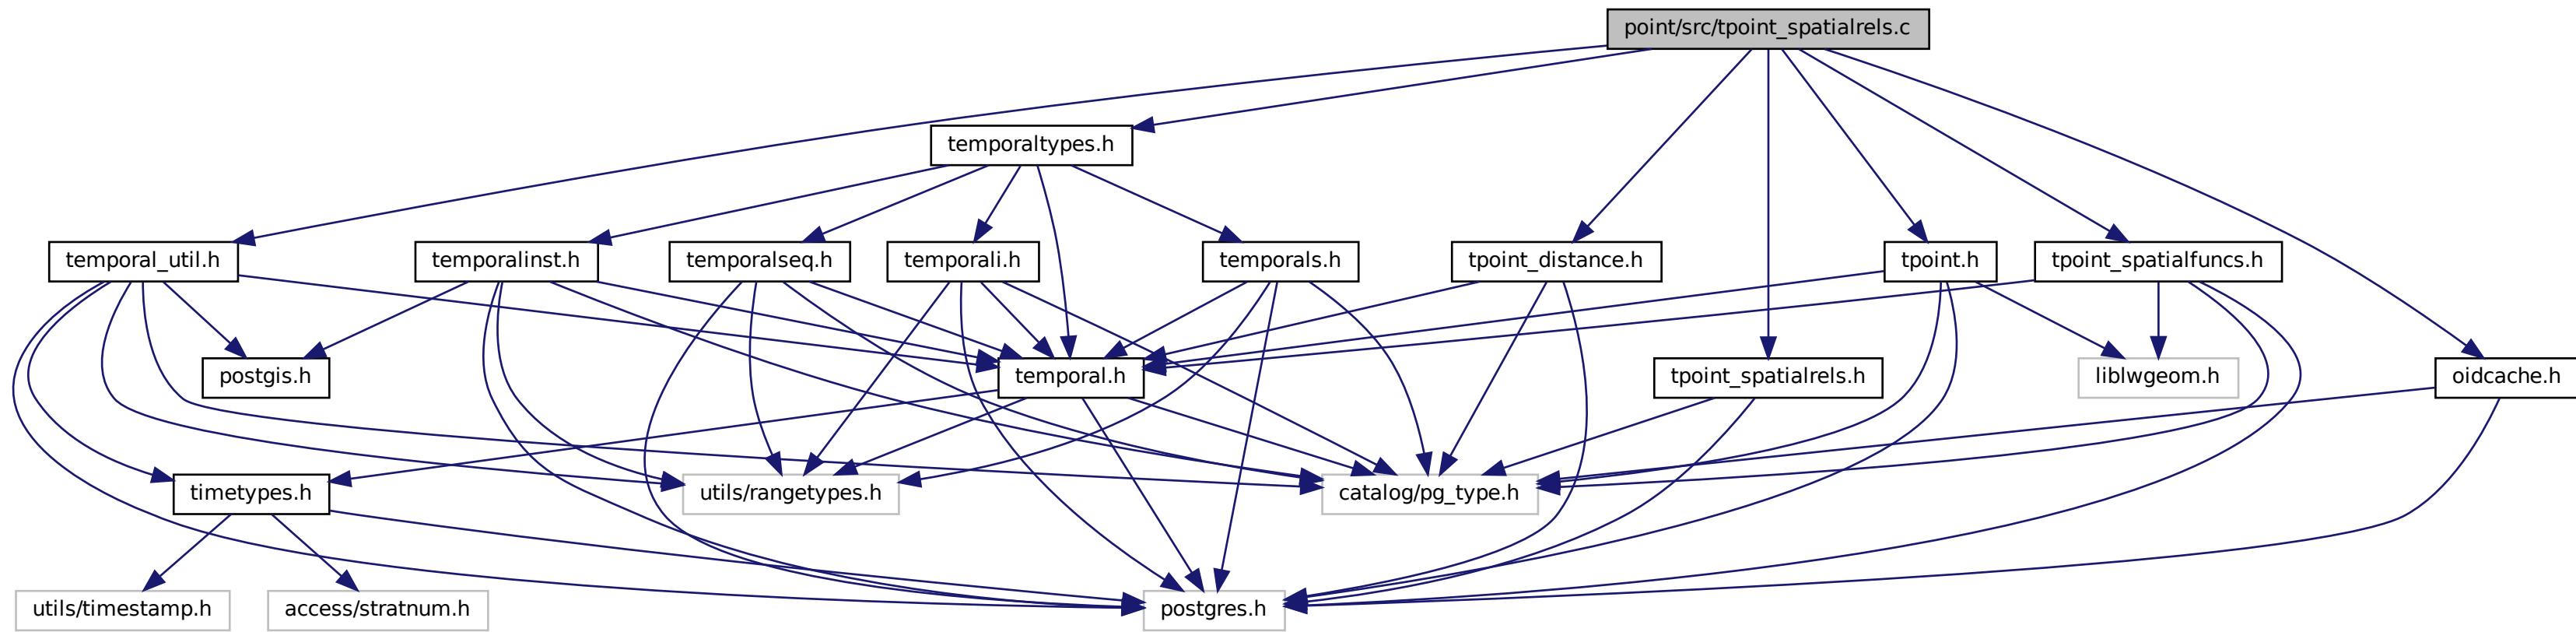 point/src/tpoint_spatialrels.c
temporaltypes.h
temporal_util.h
temporalinst.h
temporalseq.h
temporali.h
temporals.h
tpoint_distance.h
tpoint.h
tpoint_spatialfuncs.h
postgis.h
temporal.h
tpoint_spatialrels.h
liblwgeom.h
oidcache.h
timetypes.h
utils/rangetypes.h
catalog/pg_type.h
utils/timestamp.h
access/stratnum.h
postgres.h